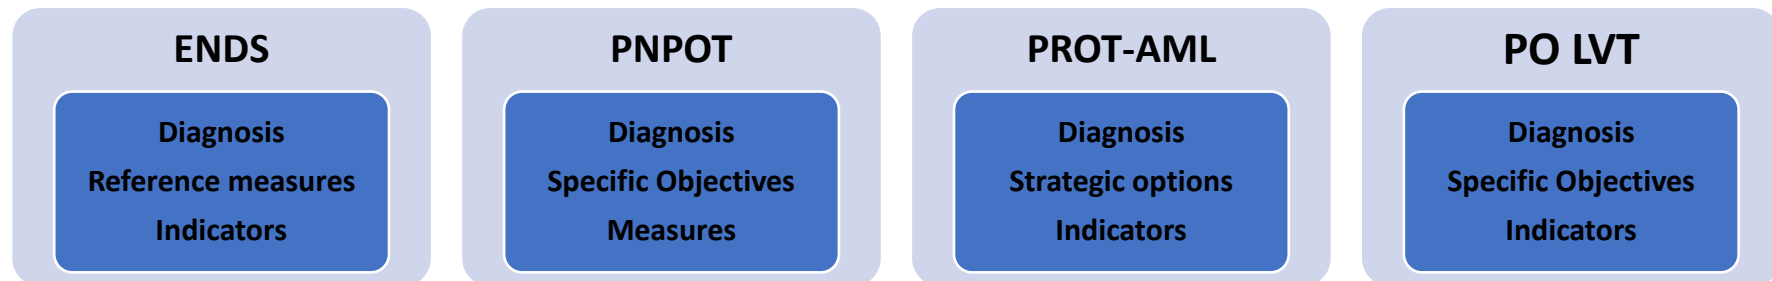 ENDS
Diagnosis
Reference measures
Indicators
PNPOT
Diagnosis
Specific Objectives
Measures
PROT-AML
Diagnosis
Strategic options
Indicators
PO LVT
Diagnosis
Specific Objectives
Indicators